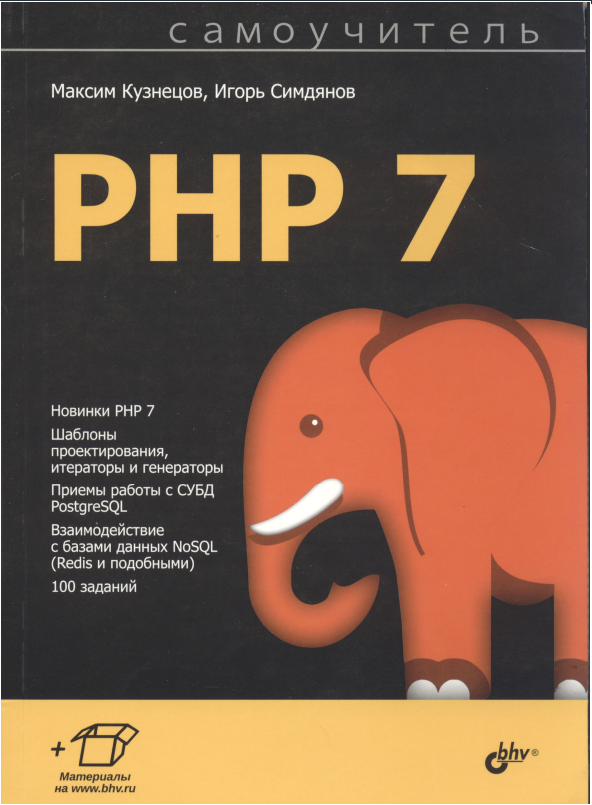 самоучитель
Максим Кузнецов, Игорь Симдянов
PHP 7
Новинки PHP 7
Шаблоны
проектирования,
итераторы и генераторы
Приемы работы с СУБД
PostgreSQL
Взаимодействие
с базами данных NoSQL
(Redis и подобными)
100 заданий
+
Материалы
на www.bhv.ru
bhv®